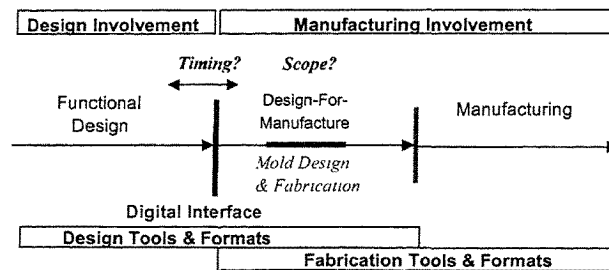 Design Involvement
Manufacturing Involvement
Timing?
Scope?
Functional
Design
Design-For-
Manufacture
Manufacturing
Mold Design
& Fabrication
Digital Interface
Design Tools & Formats
Fabrication Tools & Formats